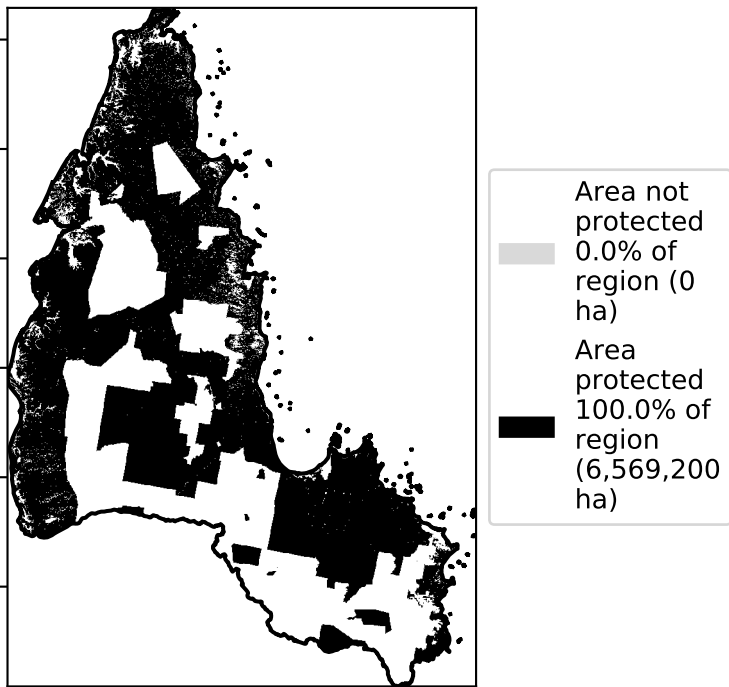 Area not
protected
0.0% of
region (0
ha)
Area
protected
100.0% of
region
(6,569,200
ha)